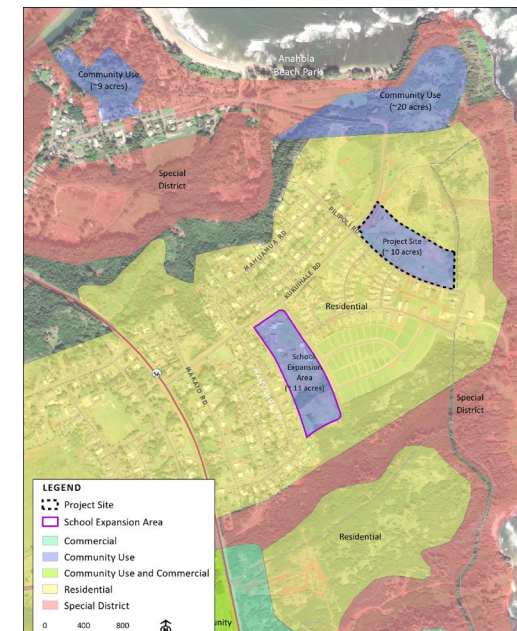 Anahola
Beach Park
Community Use
(~9 acres)
Community Use
(~20 acres)
Special
District
PILIPOLI RD
MAHUAHUA RD
Project Site
(~ 10 acres)
KUKUIHALE RD
Residential
School
Expansion
Area
(~ 11 acres)
56
MAKAIO RD
Special
District
Residential
LEGEND
Project Site
School Expansion Area
Commercial
Community Use
Community Use and Commercial
Residential
Special District
0 400 800
N
unity